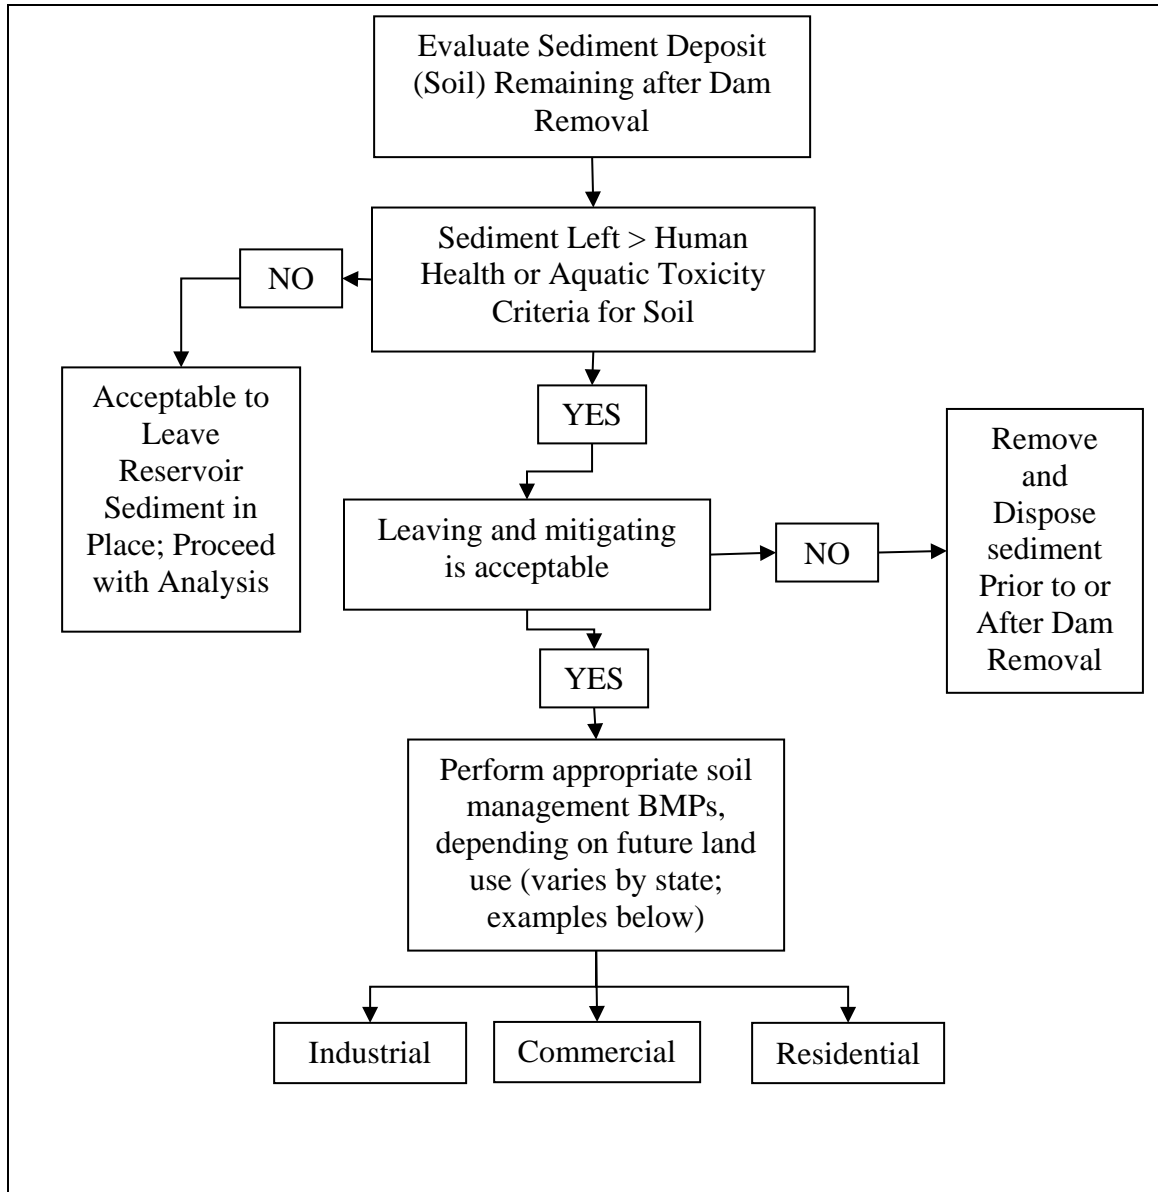 Evaluate Sediment Deposit
(Soil) Remaining after Dam
Removal
Sediment Left > Human
Health or Aquatic Toxicity
Criteria for Soil
NO
Acceptable to
Leave
Reservoir
Sediment in
Place; Proceed
with Analysis
YES
Leaving and mitigating
is acceptable
NO
Remove
and
Dispose
sediment
Prior to or
After Dam
Removal
YES
Perform appropriate soil
management BMPs,
depending on future land
use (varies by state;
examples below)
Industrial
Commercial
Residential